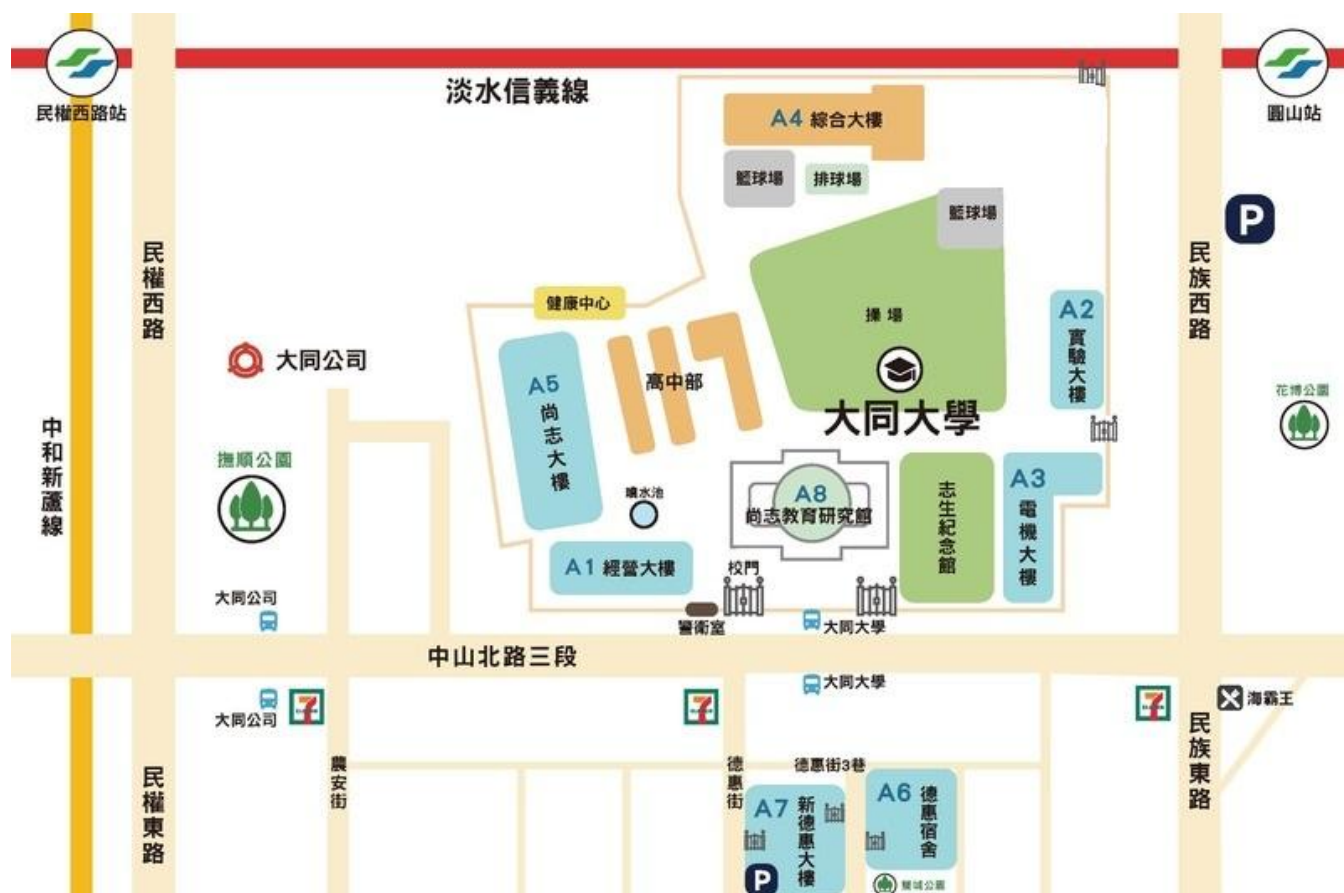 民權西路站
淡水信義線
圓山站
A4 綜合大樓
籃球場
排球場
籃球場
P
民權西路
民族西路
健康中心
操場
A2 實驗大樓
大同公司
高中部
A5 尚志大樓
大同大學
花博公園
中和新蘆線
撫順公園
噴水池
A8
尚志教育研究館
志生紀念館
A3 電機大樓
A1 經營大樓
校門
大同公司
警衛室
大同大學
中山北路三段
大同大學
大同公司
7
7
7
海霸王
民權東路
農安街
德惠街
德惠街3巷
民族東路
A7 新德惠大樓
A6 德惠宿舍
P
雙城公園